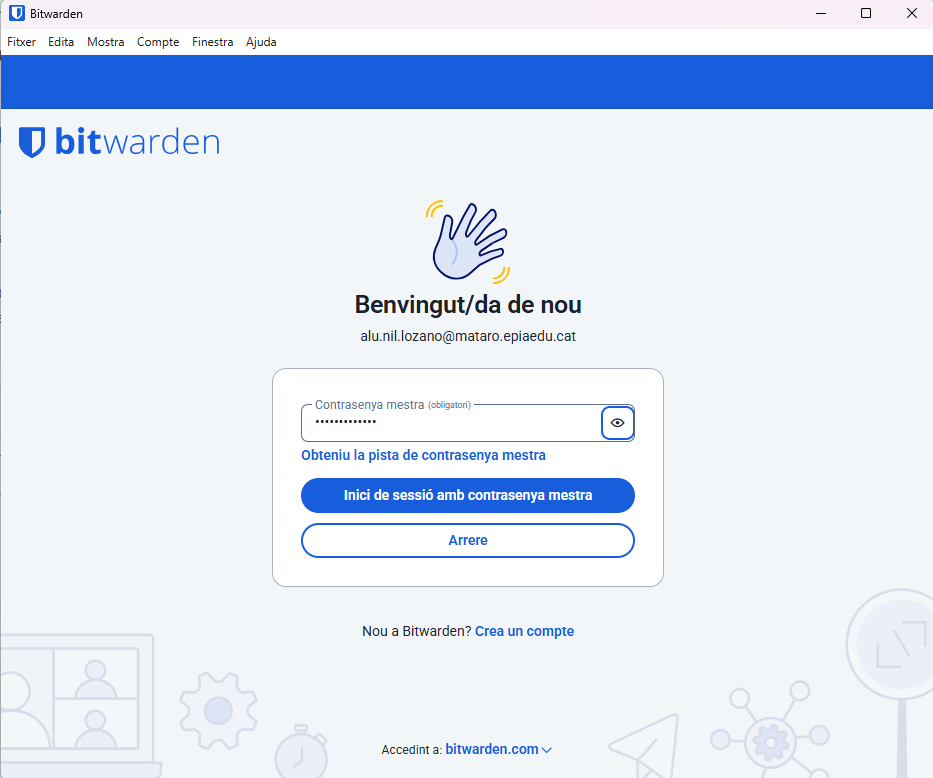 Bitwarden
Fitxer Edita Mostra Compte Finestra Ajuda
bitwarden
Benvingut/da de nou
alu.nil.lozano@mataro.epiaedu.cat
Contrasenya mestra (obligatori)
•••••••••••••
Obteniu la pista de contrasenya mestra
Inici de sessió amb contrasenya mestra
Arrere
Nou a Bitwarden? Crea un compte
Accedint a: bitwarden.com